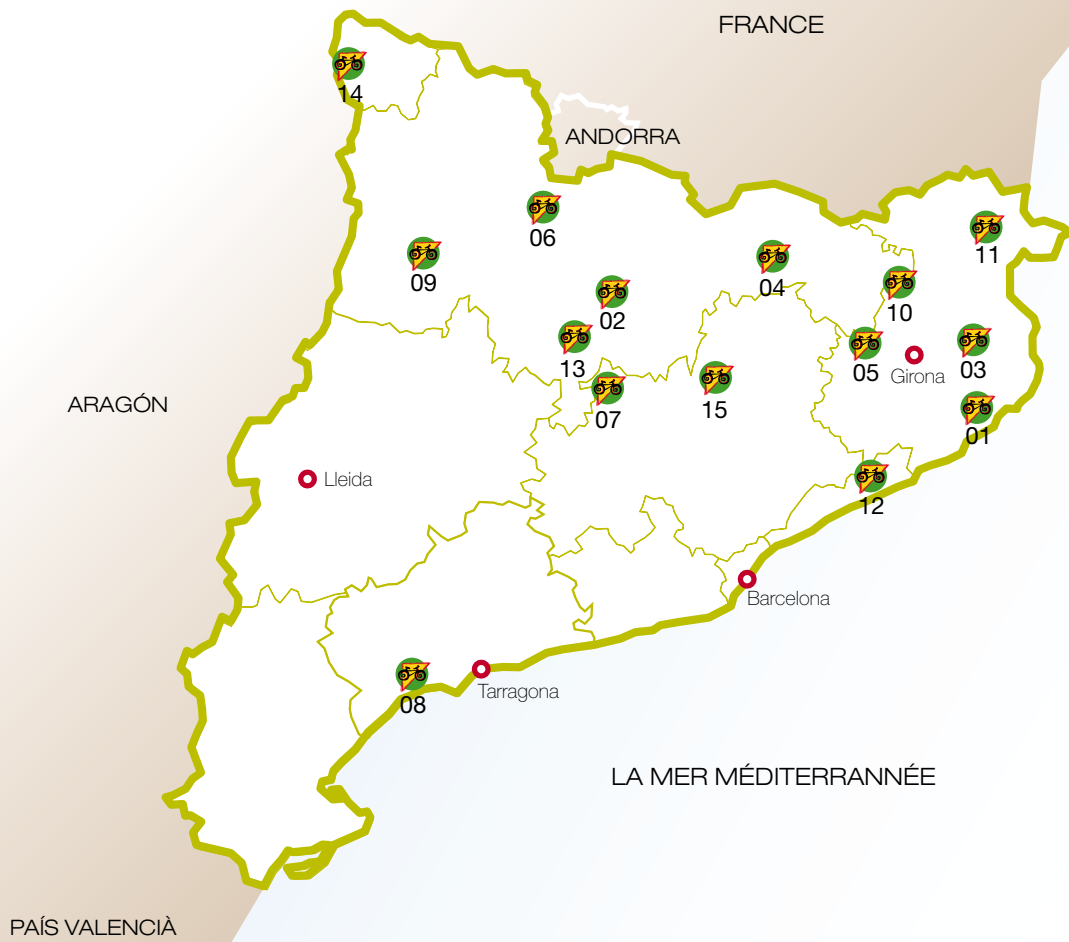 FRANCE
14
ANDORRA
06
11
09
04
10
02
13
05
Girona
03
07
15
ARAGÓN
01
Lleida
12
Barcelona
Tarragona
08
LA MER MÉDITERRANNÉE
PAÍS VALENCIÀ